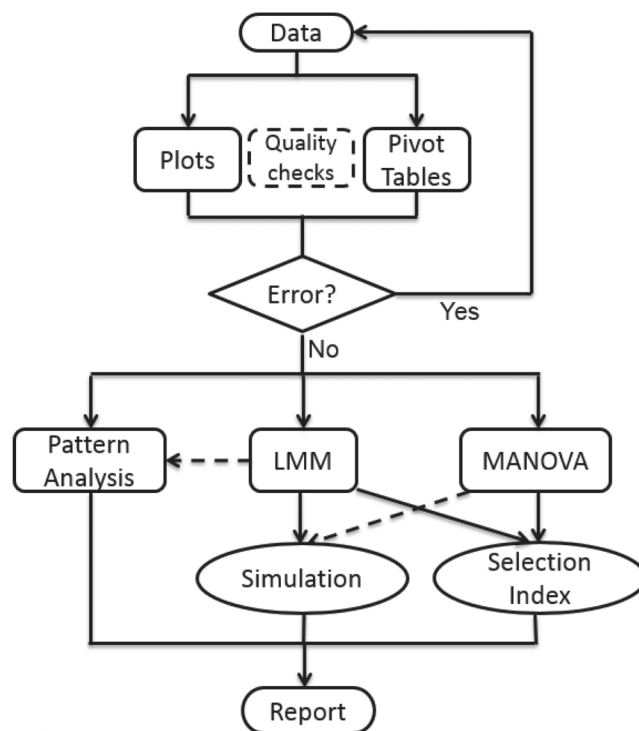 Data
Plots
Quality
checks
Pivot
Tables
Error?
Yes
No
Pattern
Analysis
LMM
MANOVA
Simulation
Selection
Index
Report